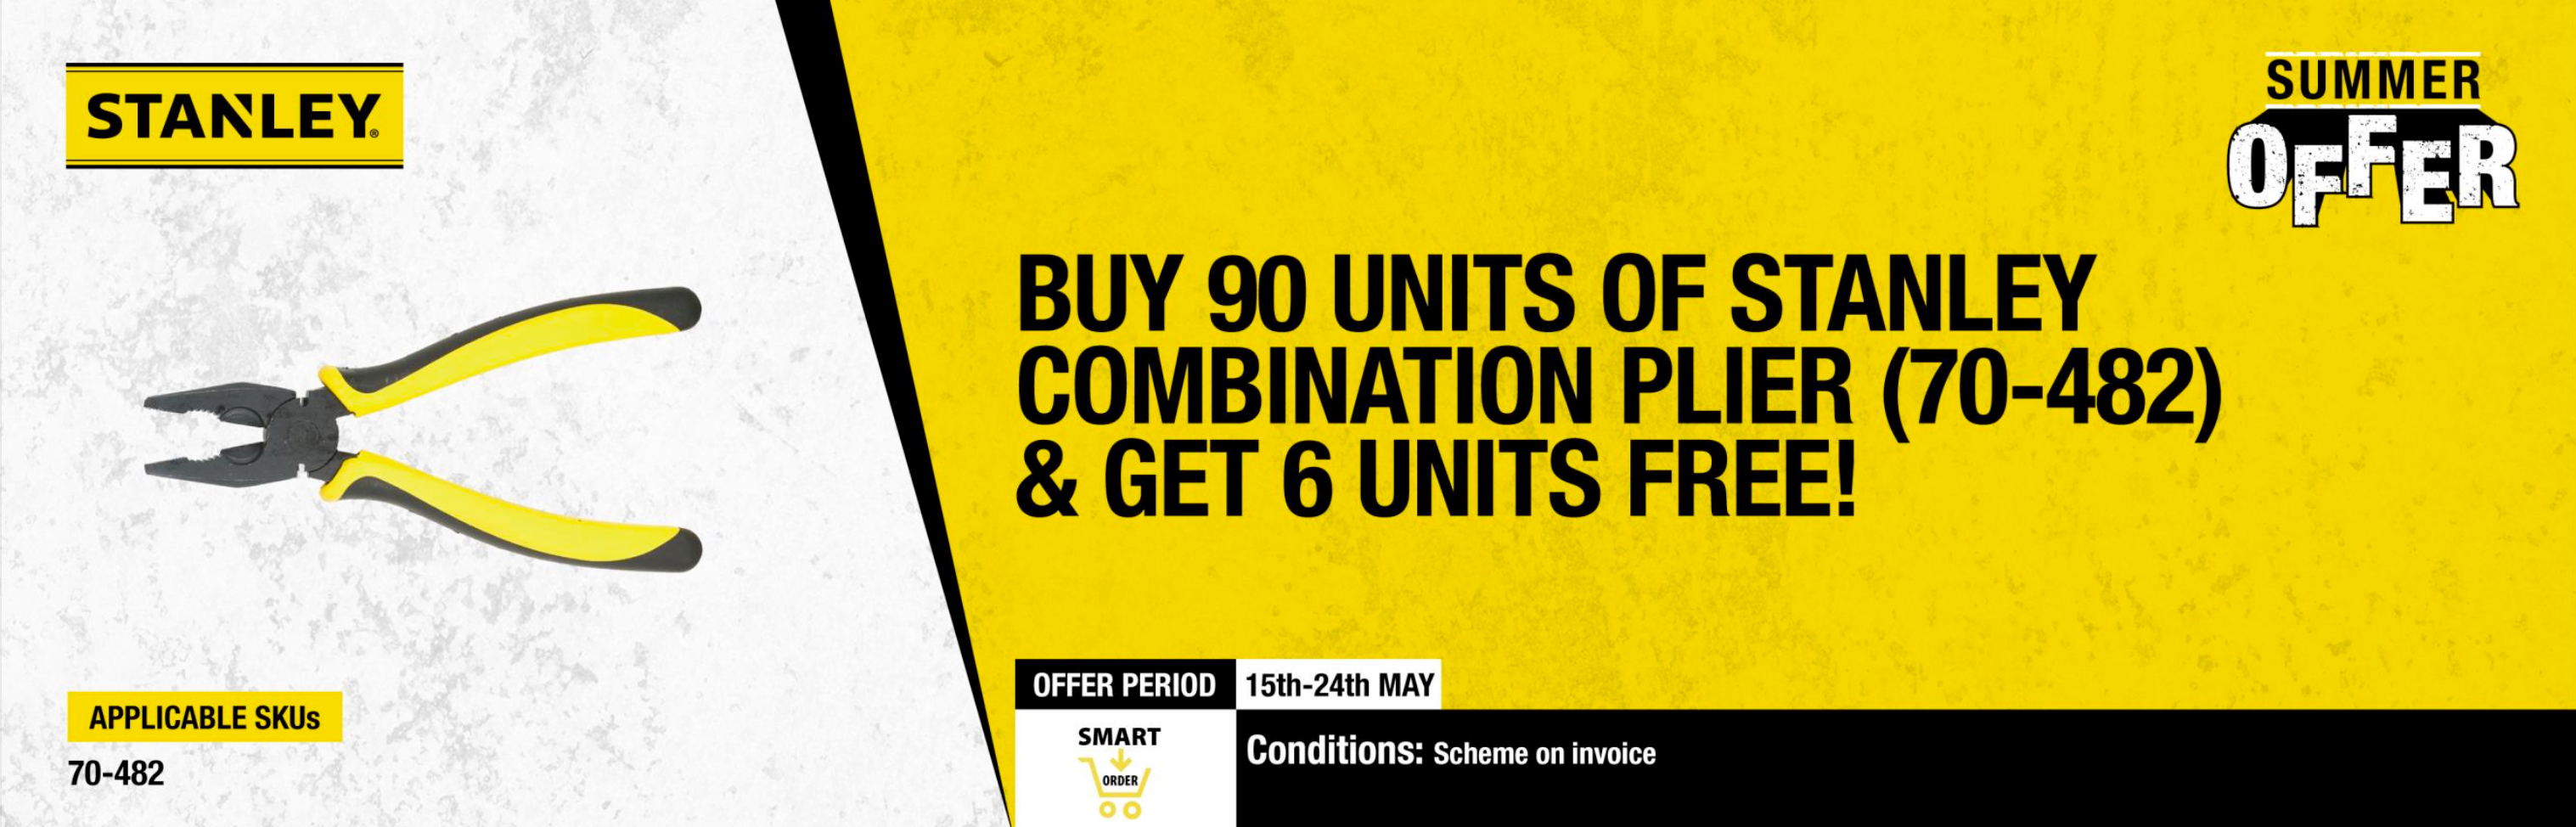 STANLEY®
SUMMER
OFFER
BUY 90 UNITS OF STANLEY
COMBINATION PLIER (70-482)
& GET 6 UNITS FREE!
OFFER PERIOD 15th-24th MAY
APPLICABLE SKUs
70-482
SMART
ORDER
Conditions: Scheme on invoice